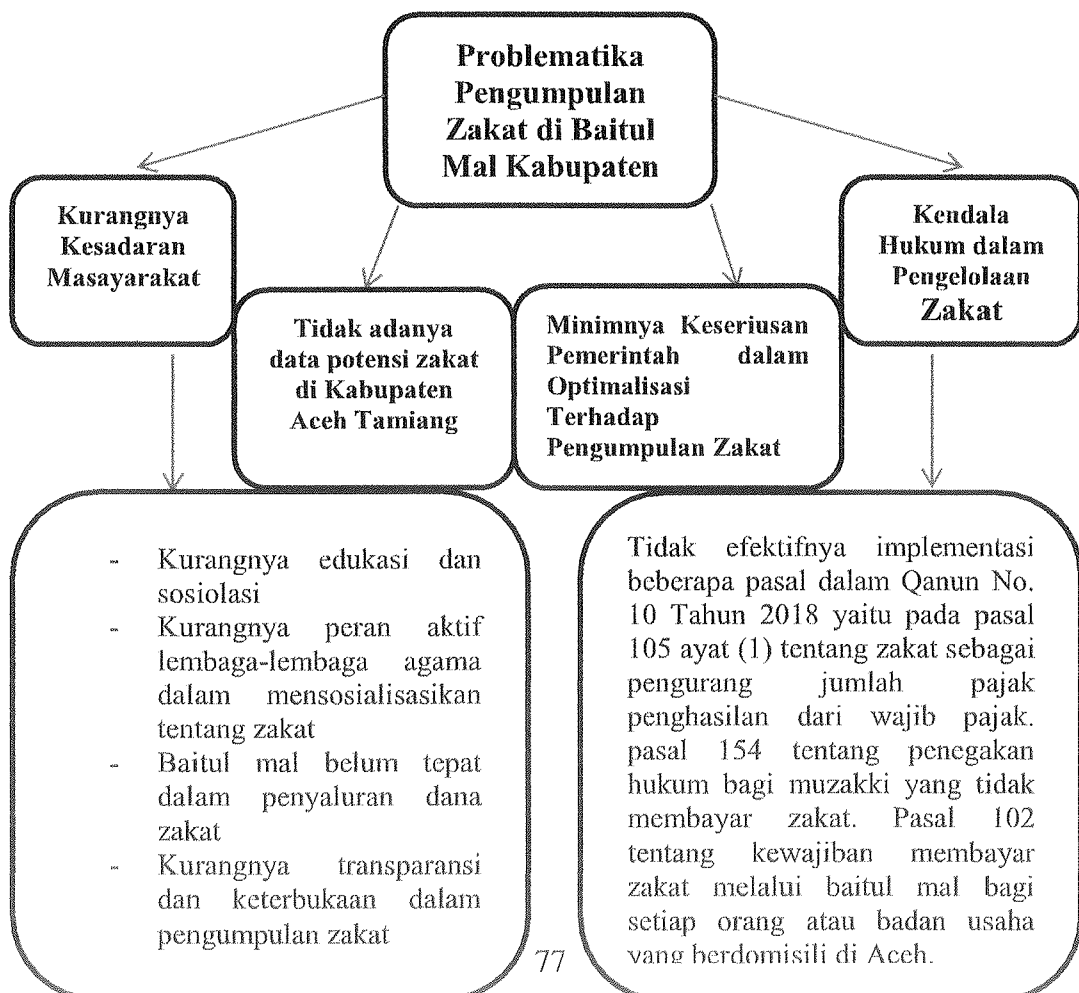 Problematika
Pengumpulan
Zakat di Baitul
Mal Kabupaten
Kurangnya
Kesadaran
Masayarakat
Tidak adanya
data potensi zakat
di Kabupaten
Aceh Tamiang
Minimnya Keseriusan
Pemerintah dalam
Optimalisasi
Terhadap
Pengumpulan Zakat
Kendala
Hukum dalam
Pengelolaan
Zakat
- Kurangnya edukasi dan
sosiolasi
- Kurangnya peran aktif
lembaga-lembaga agama
dalam mensosialisasikan
tentang zakat
- Baitul mal belum tepat
dalam penyaluran dana
zakat
- Kurangnya transparansi
dan keterbukaan dalam
pengumpulan zakat
Tidak efektifnya implementasi
beberapa pasal dalam Qanun No.
10 Tahun 2018 yaitu pada pasal
105 ayat (1) tentang zakat sebagai
pengurang jumlah pajak
penghasilan dari wajib pajak.
pasal 154 tentang penegakan
hukum bagi muzakki yang tidak
membayar zakat. Pasal 102
tentang kewajiban membayar
zakat melalui baitul mal bagi
setiap orang atau badan usaha
yang berdomisili di Aceh.
77